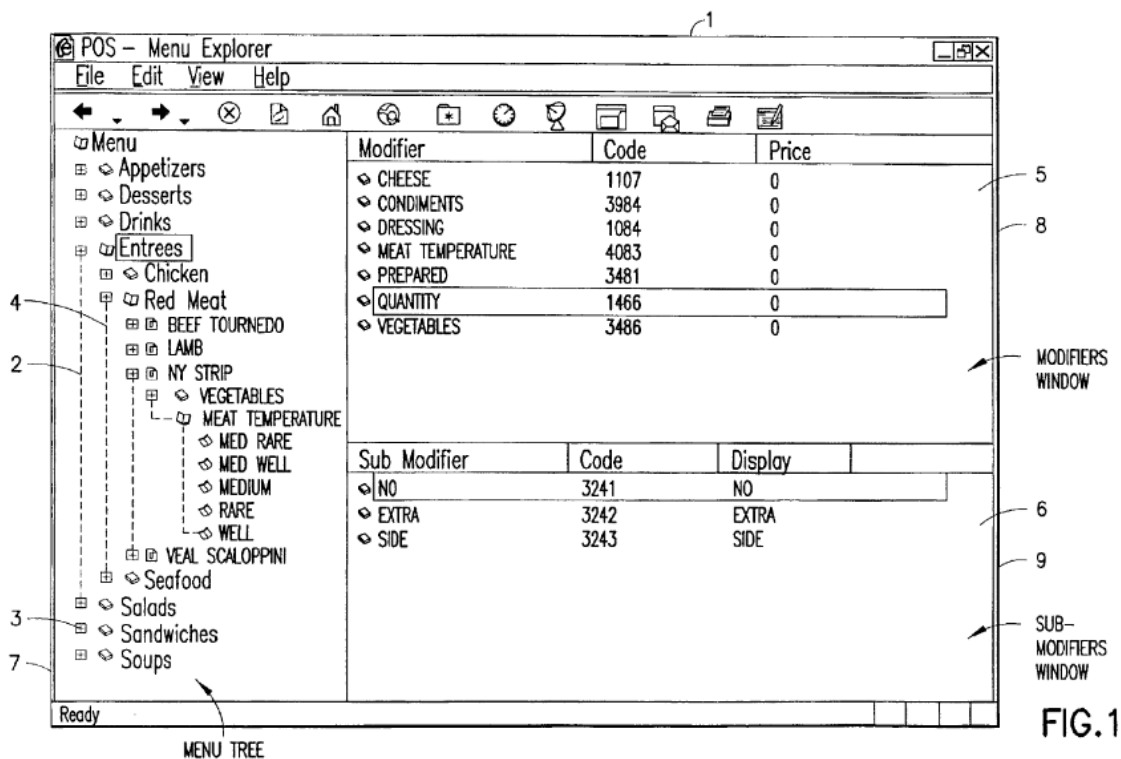 1
POS – Menu Explorer
File Edit View Help
Menu
Appetizers
Desserts
Drinks
Entrees
Chicken
Red Meat
BEEF TOURNEDO
LAMB
NY STRIP
VEGETABLES
MEAT TEMPERATURE
MED RARE
MED WELL
MEDIUM
RARE
WELL
VEAL SCALOPPINI
Seafood
Salads
Sandwiches
Soups
4
2
3
7
Modifier Code Price
CHEESE 1107 0
CONDIMENTS 3984 0
DRESSING 1084 0
MEAT TEMPERATURE 4083 0
PREPARED 3481 0
QUANTITY 1466 0
VEGETABLES 3486 0
5
8
MODIFIERS
WINDOW
Sub Modifier Code Display
NO 3241 NO
EXTRA 3242 EXTRA
SIDE 3243 SIDE
6
9
SUB-
MODIFIERS
WINDOW
Ready
MENU TREE
FIG.1